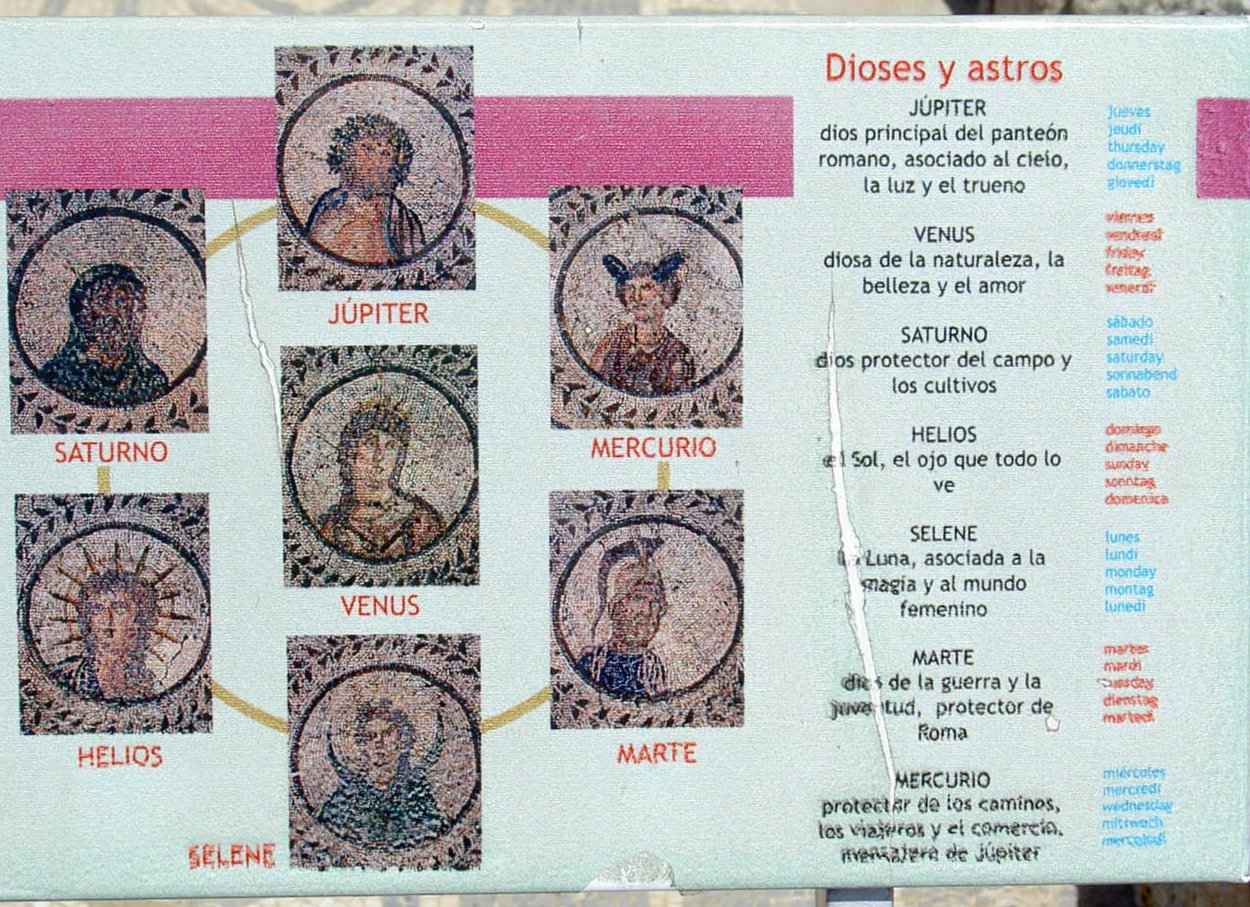 JÚPITER
SATURNO
MERCURIO
VENUS
HELIOS
MARTE
SELENE
Dioses y astros
JÚPITER
dios principal del panteón
romano, asociado al cielo,
la luz y el trueno
jueves
jeudi
thursday
donnerstag
giovedi
VENUS
diosa de la naturaleza, la
belleza y el amor
viernes
vendredi
friday
freitag
venerdi
SATURNO
dios protector del campo y
los cultivos
sábado
samedi
saturday
sonnabend
sabato
HELIOS
el Sol, el ojo que todo lo
ve
domingo
dimanche
sunday
sonntag
domenica
SELENE
la Luna, asociada a la
magia y al mundo
femenino
lunes
lundi
monday
montag
lunedi
MARTE
dios de la guerra y la
juventud, protector de
Roma
martes
mardi
tuesday
dienstag
martedi
MERCURIO
protector de los caminos,
los viajeros y el comercio,
mensajero de Júpiter
miércoles
mercredi
wednesday
mittwoch
mercoledi